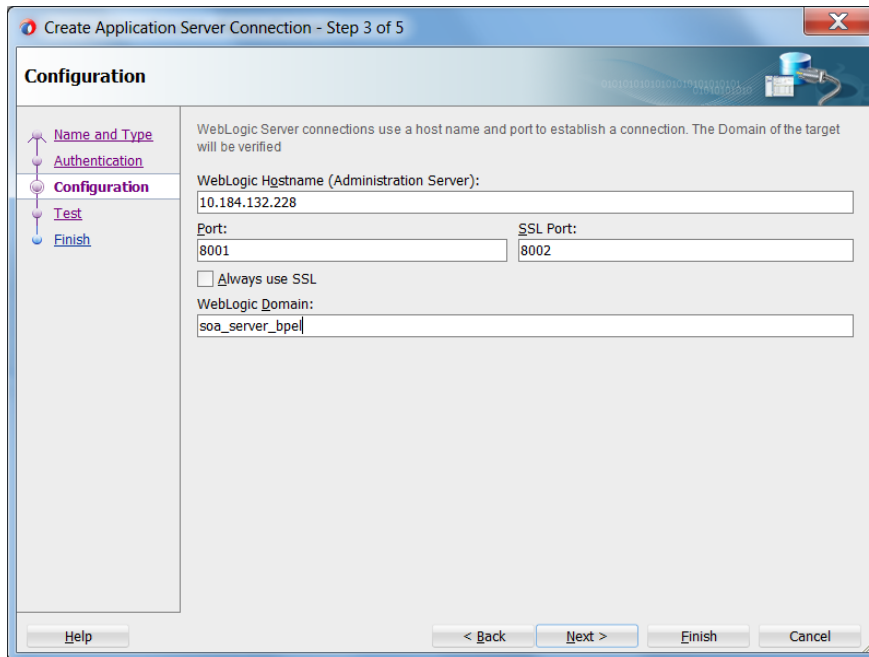 Create Application Server Connection - Step 3 of 5
Configuration
Name and Type
Authentication
Configuration
Test
Finish
WebLogic Server connections use a host name and port to establish a connection. The Domain of the target
will be verified
WebLogic Hostname (Administration Server):
10.184.132.228
Port: SSL Port:
8001 8002
Always use SSL
WebLogic Domain:
soa_server_bpel
Help < Back Next > Finish Cancel